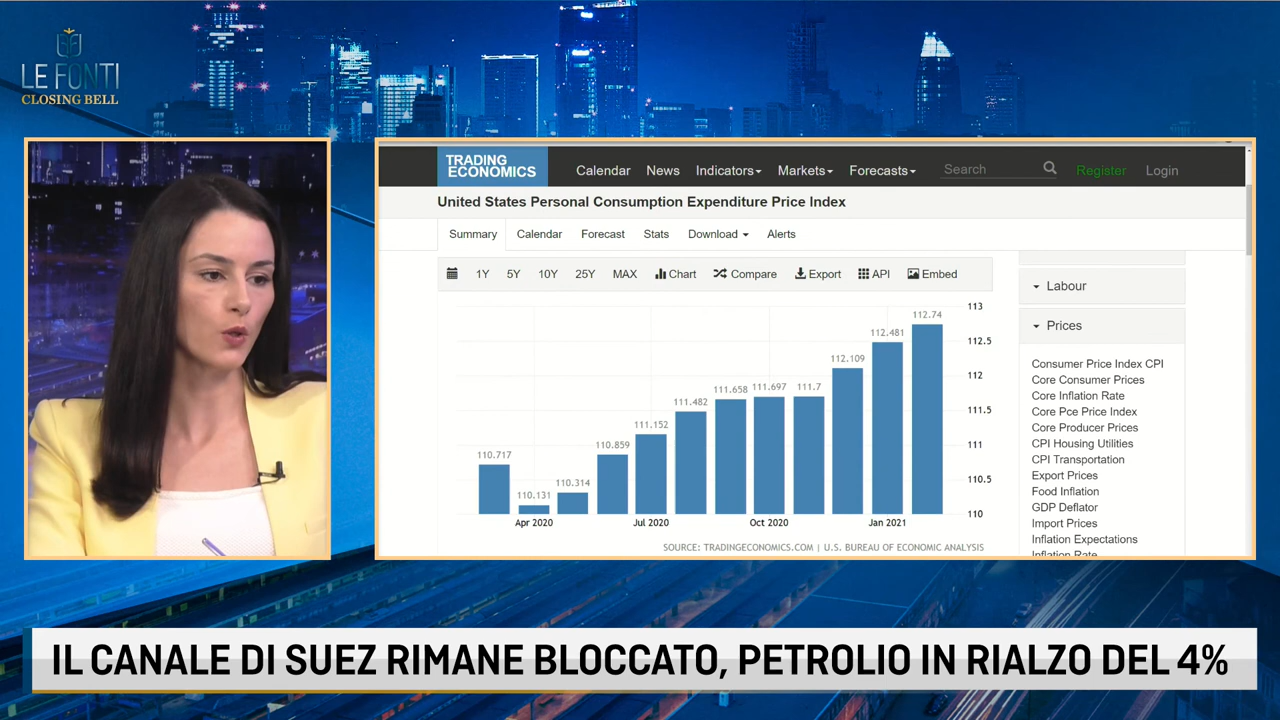 LE FONTI
CLOSING BELL
TRADING
ECONOMICS
Calendar News Indicators Markets Forecasts Search Register Login
United States Personal Consumption Expenditure Price Index
Summary Calendar Forecast Stats Download Alerts
1Y 5Y 10Y 25Y MAX Chart Compare Export API Embed
110.717
110.131
110.314
110.859
111.152
111.482
111.658
111.697
111.7
112.109
112.481
112.74
113
112.5
112
111.5
111
110.5
110
Apr 2020
Jul 2020
Oct 2020
Jan 2021
SOURCE: TRADINGECONOMICS.COM | U.S. BUREAU OF ECONOMIC ANALYSIS
Labour
Prices
Consumer Price Index CPI
Core Consumer Prices
Core Inflation Rate
Core Pce Price Index
Core Producer Prices
CPI Housing Utilities
CPI Transportation
Export Prices
Food Inflation
GDP Deflator
Import Prices
Inflation Expectations
Inflation Rate
IL CANALE DI SUEZ RIMANE BLOCCATO, PETROLIO IN RIALZO DEL 4%